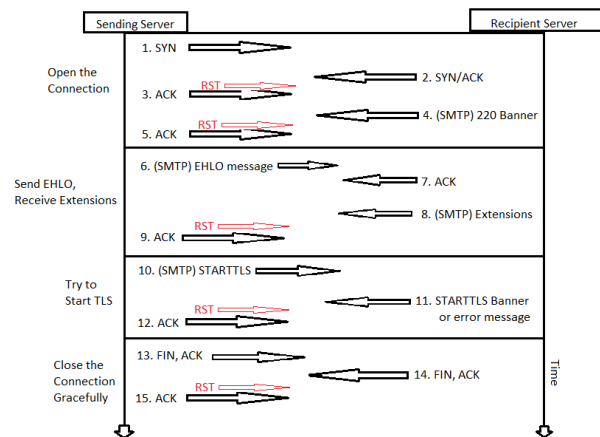 Sending Server
Recipient Server
1. SYN
Open the
Connection
2. SYN/ACK
RST
3. ACK
4. (SMTP) 220 Banner
RST
5. ACK
6. (SMTP) EHLO message
7. ACK
Send EHLO,
Receive Extensions
8. (SMTP) Extensions
RST
9. ACK
10. (SMTP) STARTTLS
Try to
Start TLS
11. STARTTLS Banner
or error message
RST
12. ACK
13. FIN, ACK
14. FIN, ACK
Close the
Connection
Gracefully
RST
15. ACK
Time